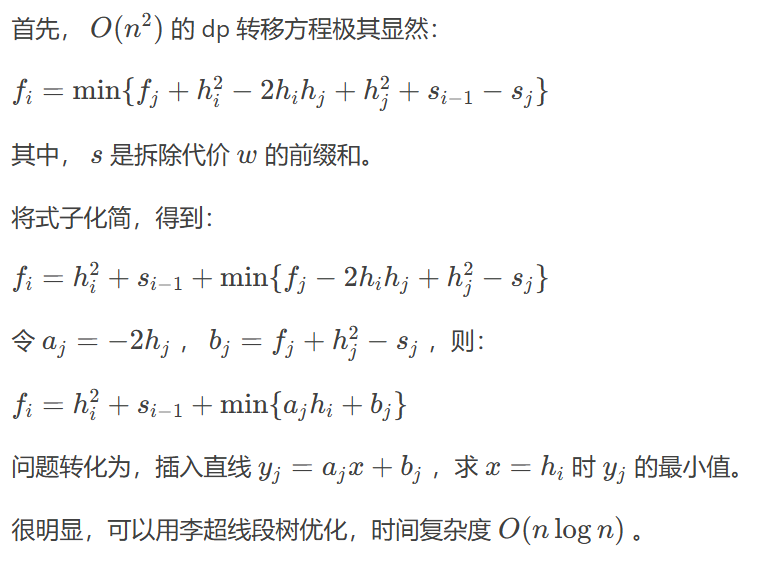 首先， $O(n^2)$ 的 dp 转移方程极其显然：
$f_i = \min\{f_j + h_i^2 - 2h_ih_j + h_j^2 + s_{i-1} - s_j\}$
其中， $s$ 是拆除代价 $w$ 的前缀和。
将式子化简，得到：
$f_i = h_i^2 + s_{i-1} + \min\{f_j - 2h_ih_j + h_j^2 - s_j\}$
令 $a_j = -2h_j$ ， $b_j = f_j + h_j^2 - s_j$ ，则：
$f_i = h_i^2 + s_{i-1} + \min\{a_jh_i + b_j\}$
问题转化为，插入直线 $y_j = a_jx + b_j$ ，求 $x = h_i$ 时 $y_j$ 的最小值。
很明显，可以用李超线段树优化，时间复杂度 $O(n \log n)$ 。